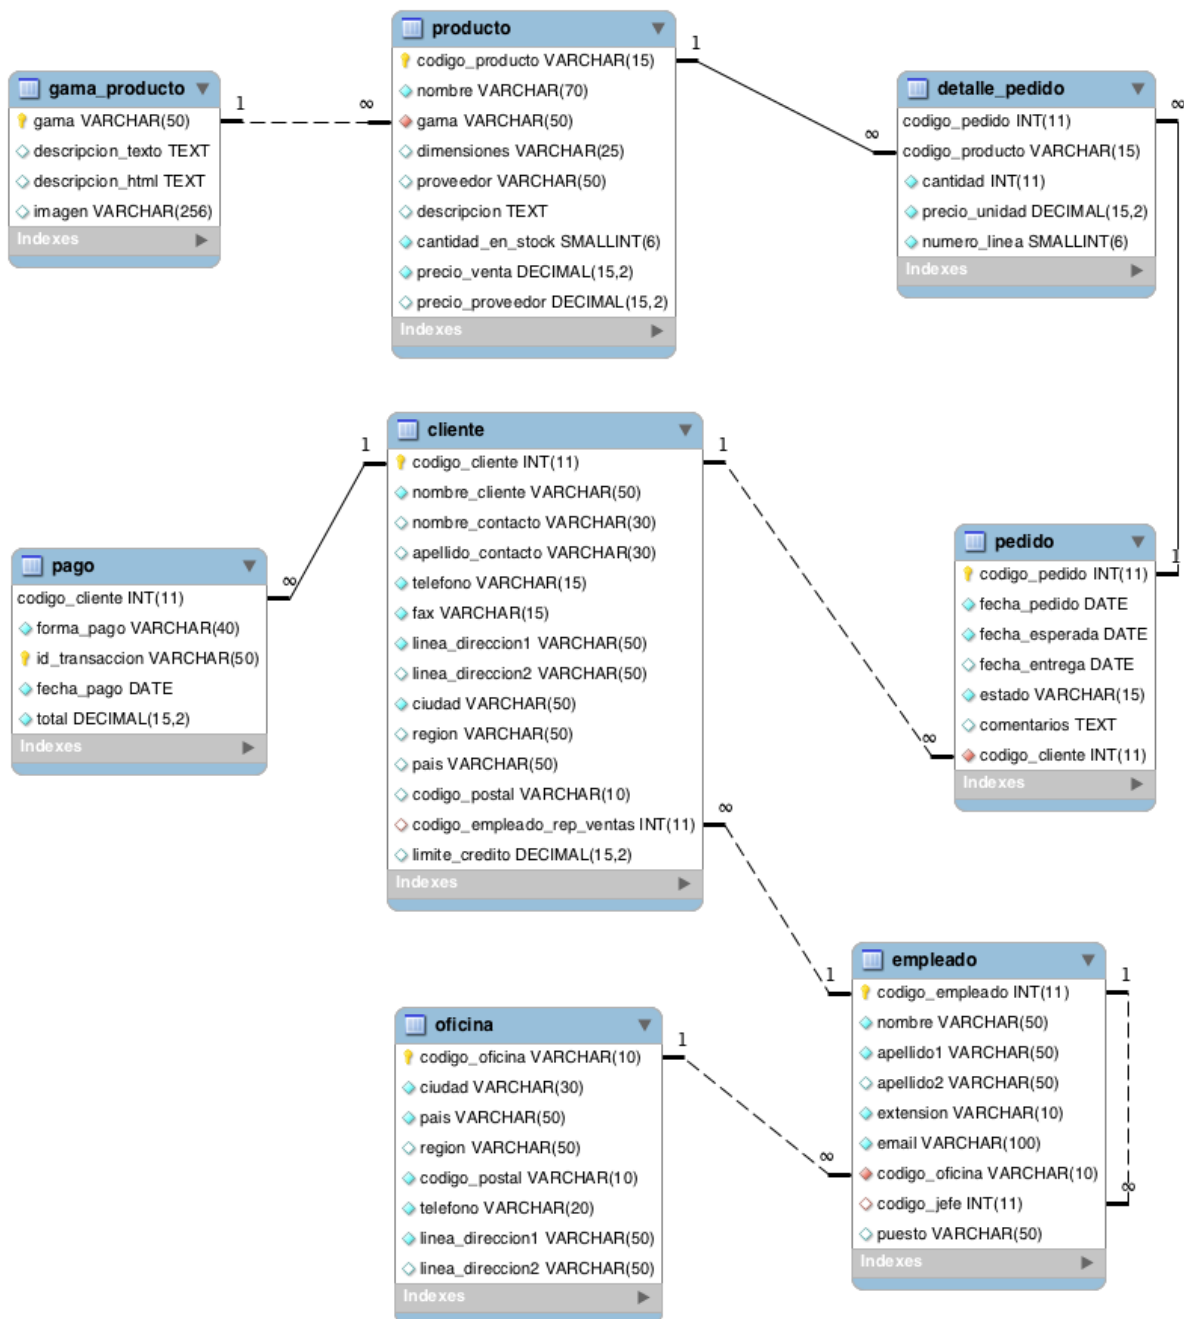 producto
codigo_producto VARCHAR(15)
nombre VARCHAR(70)
gama VARCHAR(50)
dimensiones VARCHAR(25)
proveedor VARCHAR(50)
descripcion TEXT
cantidad_en_stock SMALLINT(6)
precio_venta DECIMAL(15,2)
precio_proveedor DECIMAL(15,2)
Indexes
gama_producto
gama VARCHAR(50)
descripcion_texto TEXT
descripcion_html TEXT
imagen VARCHAR(256)
Indexes
1
∞
1
∞
detalle_pedido
codigo_pedido INT(11)
codigo_producto VARCHAR(15)
cantidad INT(11)
precio_unidad DECIMAL(15,2)
numero_linea SMALLINT(6)
Indexes
∞
1
cliente
codigo_cliente INT(11)
nombre_cliente VARCHAR(50)
nombre_contacto VARCHAR(30)
apellido_contacto VARCHAR(30)
telefono VARCHAR(15)
fax VARCHAR(15)
linea_direccion1 VARCHAR(50)
linea_direccion2 VARCHAR(50)
ciudad VARCHAR(50)
region VARCHAR(50)
pais VARCHAR(50)
codigo_postal VARCHAR(10)
codigo_empleado_rep_ventas INT(11)
limite_credito DECIMAL(15,2)
Indexes
1
∞
pago
codigo_cliente INT(11)
forma_pago VARCHAR(40)
id_transaccion VARCHAR(50)
fecha_pago DATE
total DECIMAL(15,2)
Indexes
1
∞
pedido
codigo_pedido INT(11)
fecha_pedido DATE
fecha_esperada DATE
fecha_entrega DATE
estado VARCHAR(15)
comentarios TEXT
codigo_cliente INT(11)
Indexes
∞
1
empleado
codigo_empleado INT(11)
nombre VARCHAR(50)
apellido1 VARCHAR(50)
apellido2 VARCHAR(50)
extension VARCHAR(10)
email VARCHAR(100)
codigo_oficina VARCHAR(10)
codigo_jefe INT(11)
puesto VARCHAR(50)
Indexes
1
∞
oficina
codigo_oficina VARCHAR(10)
ciudad VARCHAR(30)
pais VARCHAR(50)
region VARCHAR(50)
codigo_postal VARCHAR(10)
telefono VARCHAR(20)
linea_direccion1 VARCHAR(50)
linea_direccion2 VARCHAR(50)
Indexes
1
∞